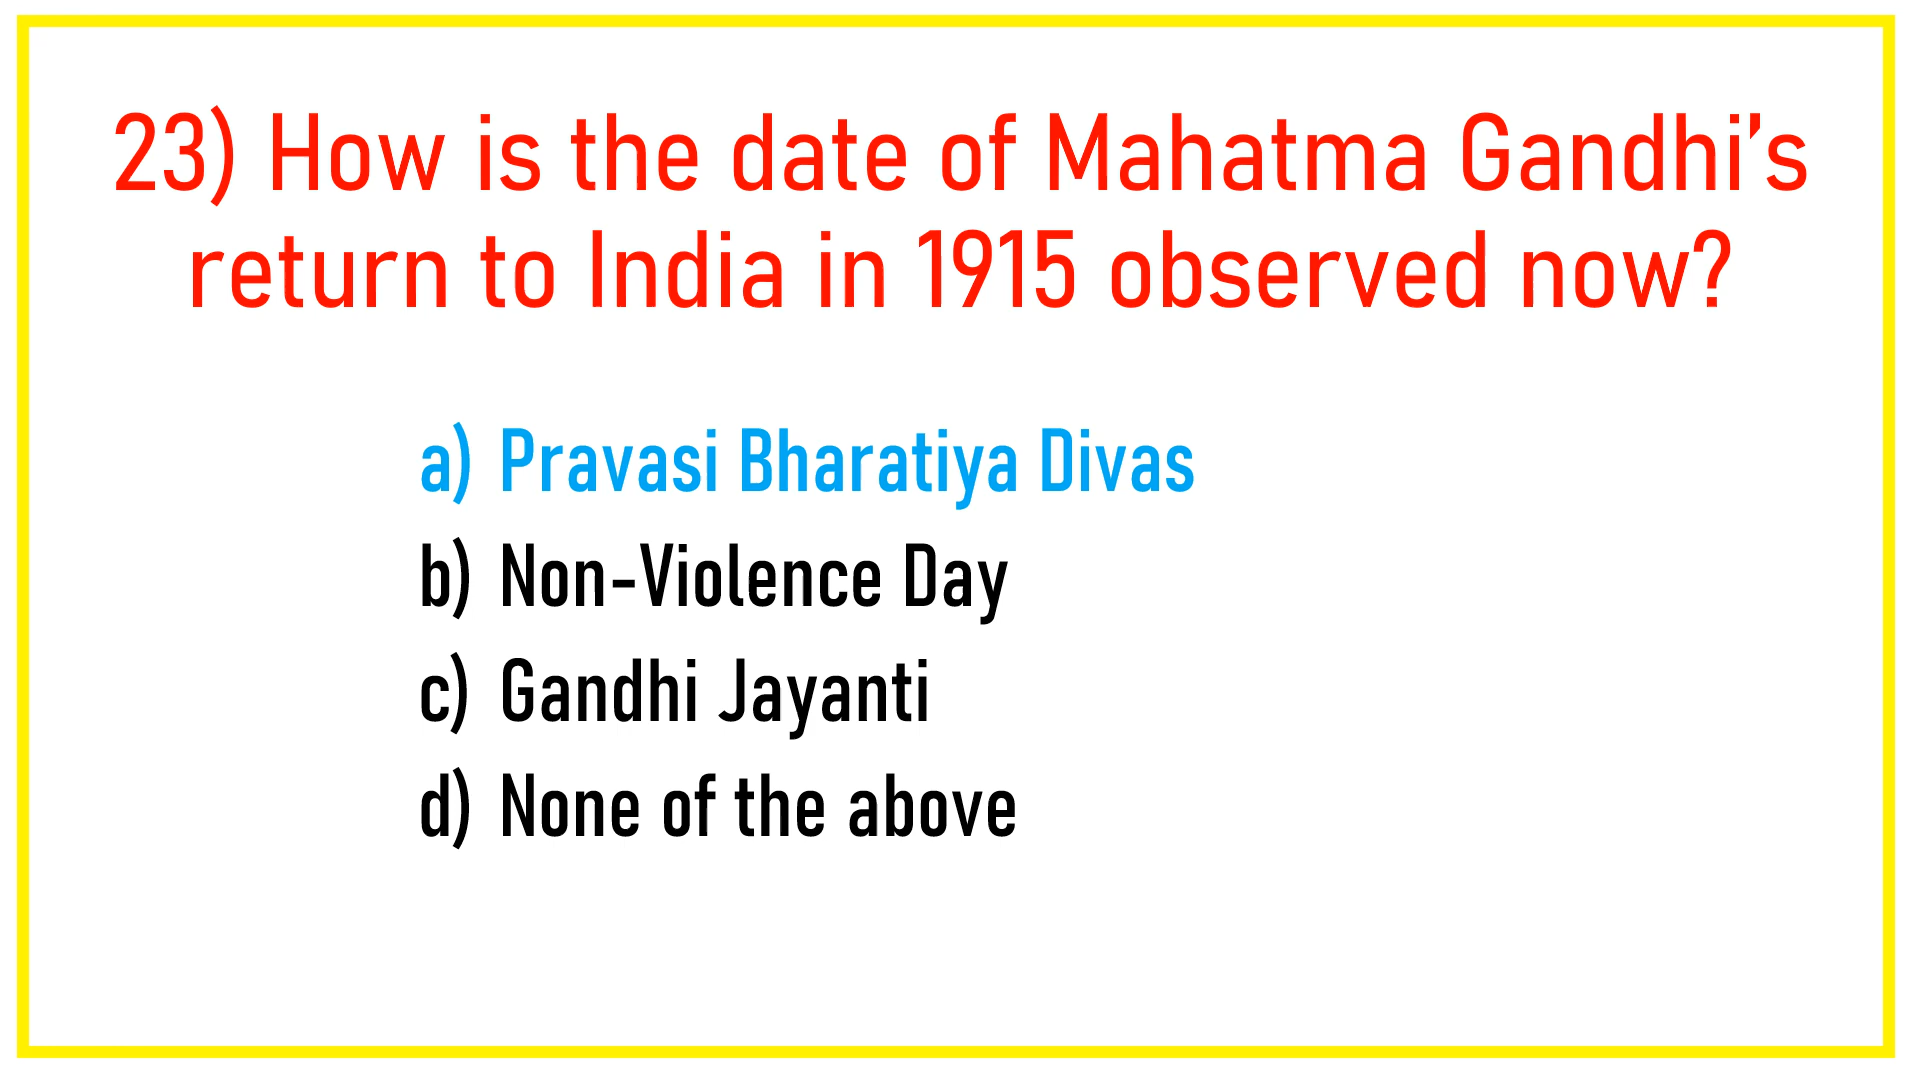 23) How is the date of Mahatma Gandhi’s
return to India in 1915 observed now?
a) Pravasi Bharatiya Divas
b) Non-Violence Day
c) Gandhi Jayanti
d) None of the above